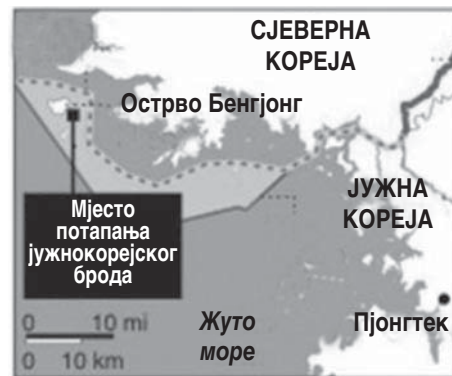 СЈЕВЕРНА
КОРЕЈА
Острво Бенгјонг
ЈУЖНА
КОРЕЈА
Мјесто
потапања
јужнокорејског
брода
0 10 mi
0 10 km
Жуто
море
Пјонгтек